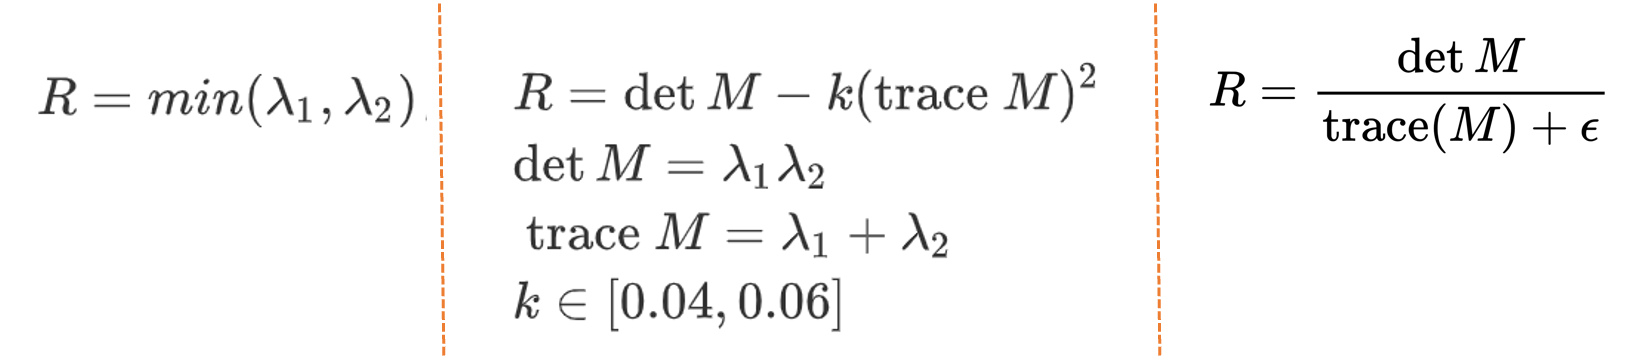 R = min(λ₁, λ₂)
R = det M − k(trace M)²
det M = λ₁λ₂
trace M = λ₁ + λ₂
k ∈ [0.04, 0.06]
R = det M / trace(M) + ϵ